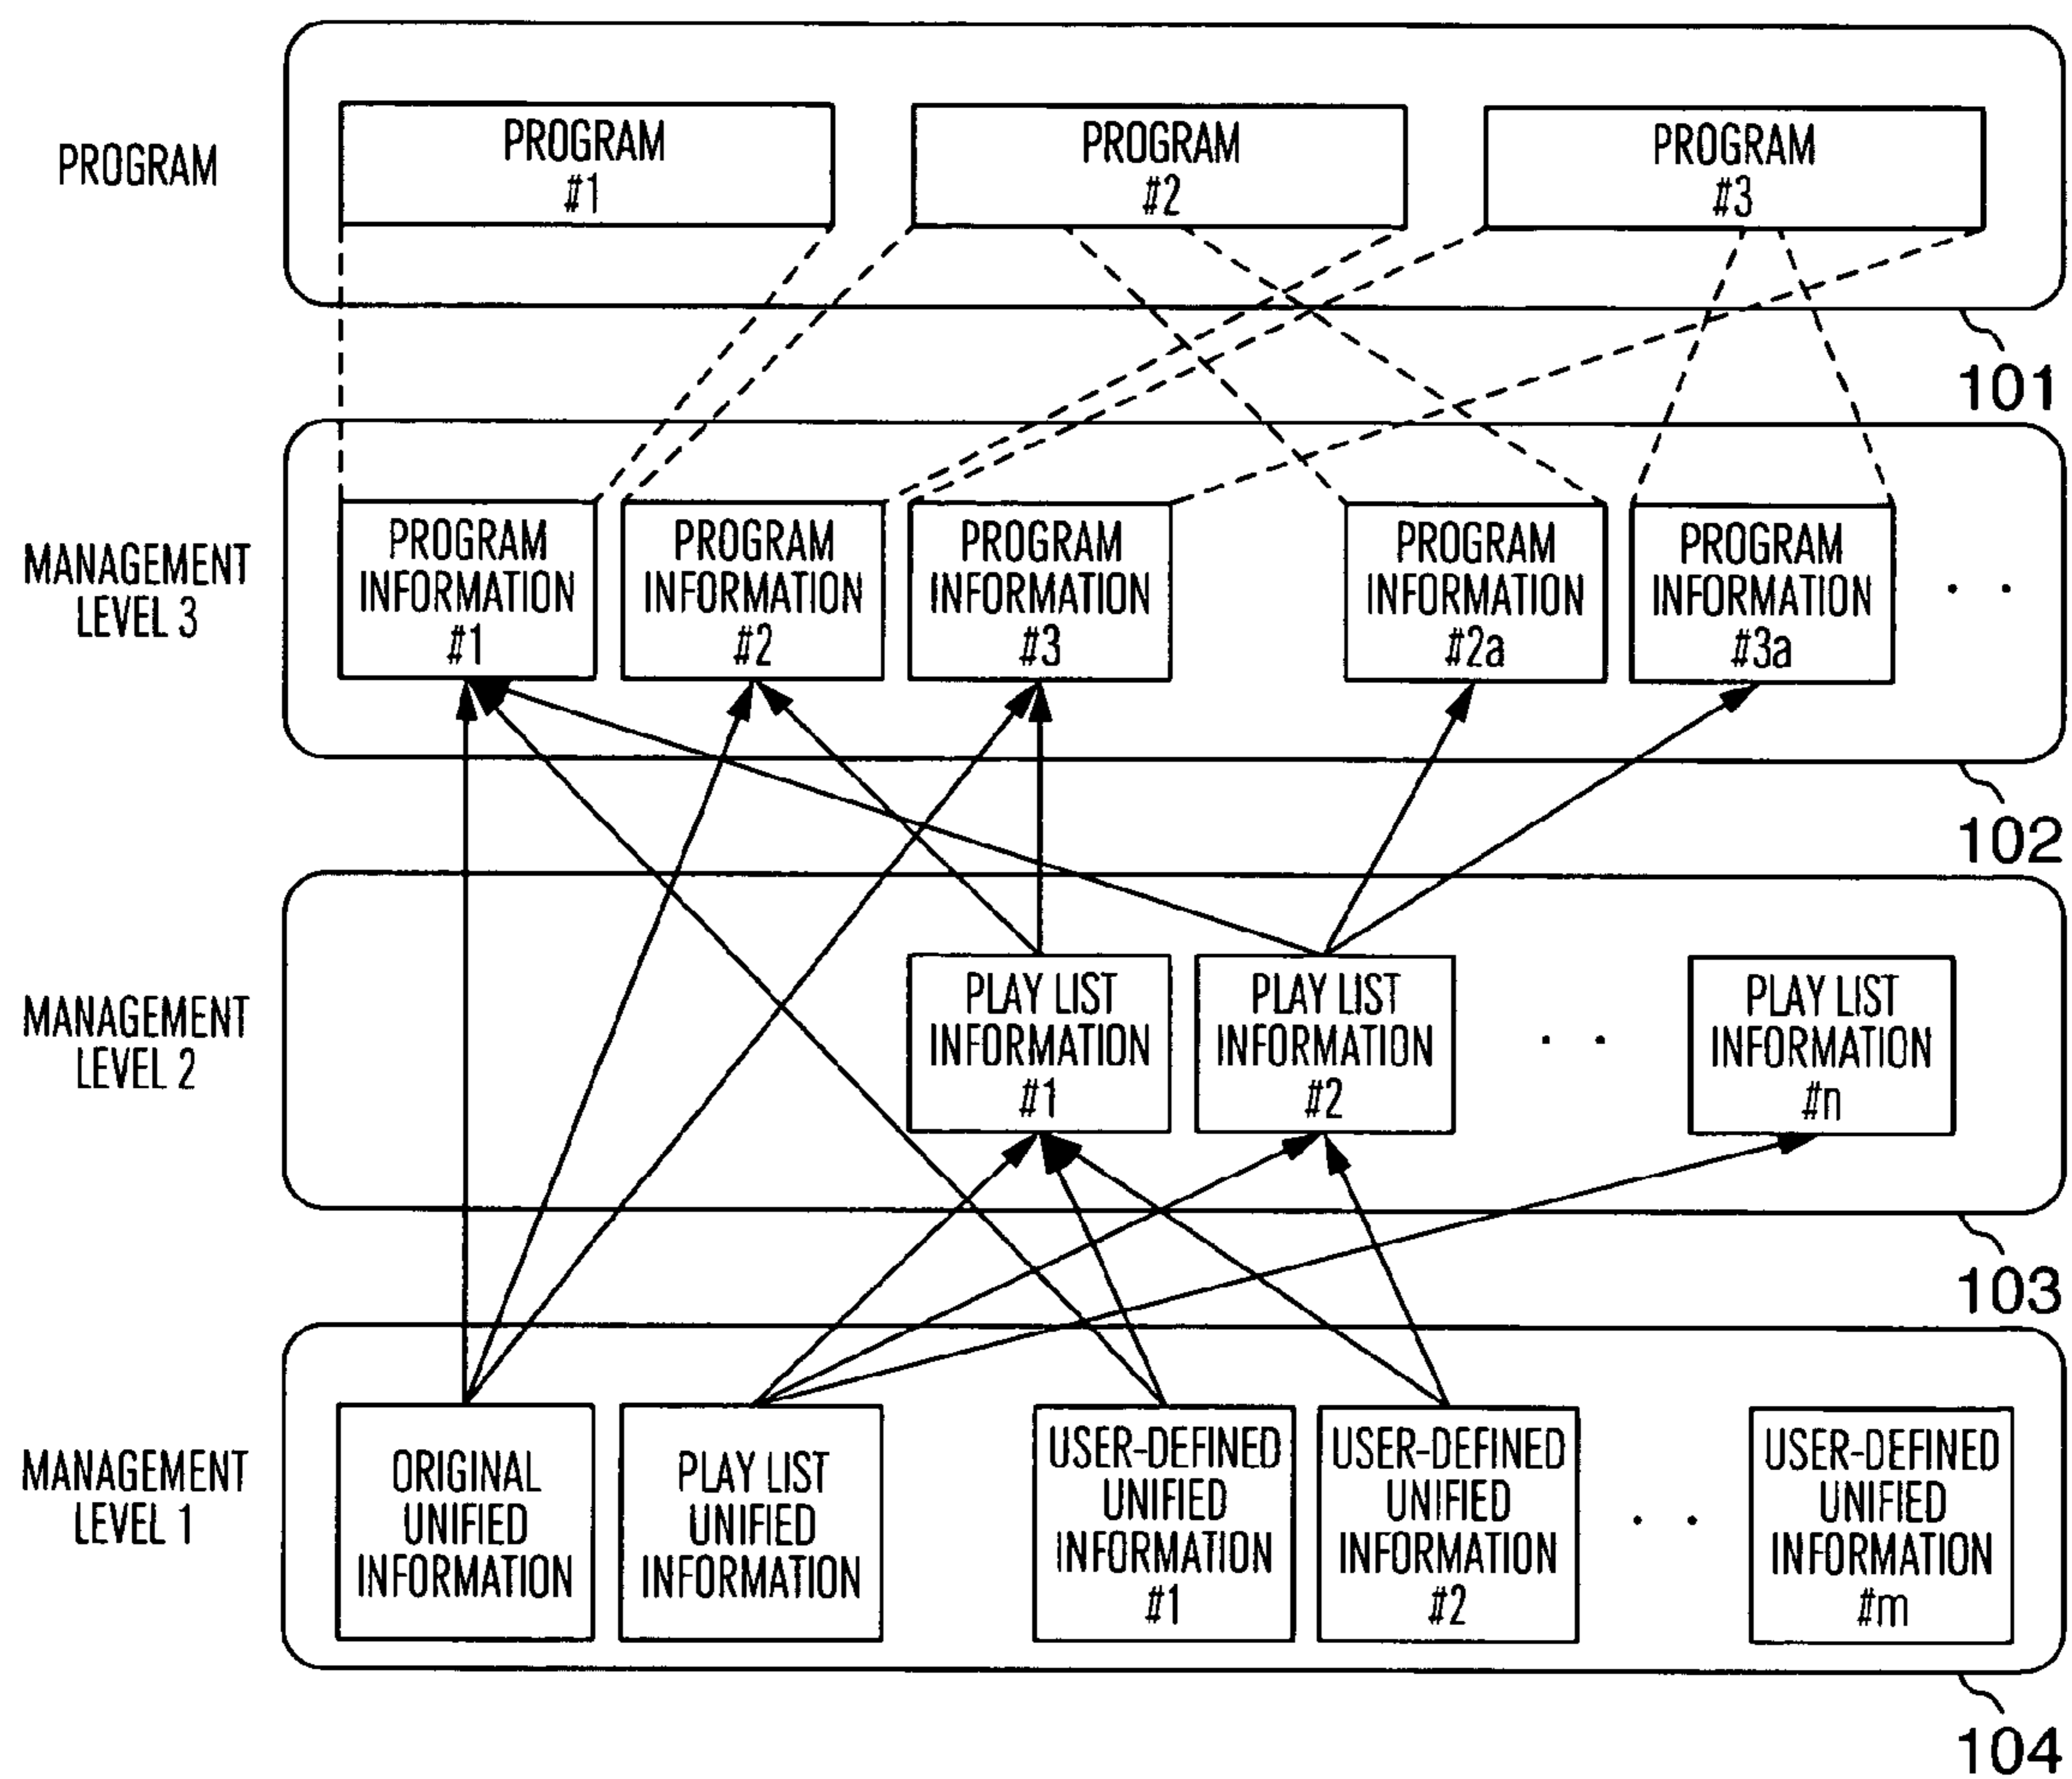 PROGRAM
PROGRAM
#1
PROGRAM
#2
PROGRAM
#3
101
MANAGEMENT
LEVEL 3
PROGRAM
INFORMATION
#1
PROGRAM
INFORMATION
#2
PROGRAM
INFORMATION
#3
PROGRAM
INFORMATION
#2a
PROGRAM
INFORMATION
#3a
. .
102
MANAGEMENT
LEVEL 2
PLAY LIST
INFORMATION
#1
PLAY LIST
INFORMATION
#2
. .
PLAY LIST
INFORMATION
#n
103
MANAGEMENT
LEVEL 1
ORIGINAL
UNIFIED
INFORMATION
PLAY LIST
UNIFIED
INFORMATION
USER-DEFINED
UNIFIED
INFORMATION
#1
USER-DEFINED
UNIFIED
INFORMATION
#2
. .
USER-DEFINED
UNIFIED
INFORMATION
#m
104